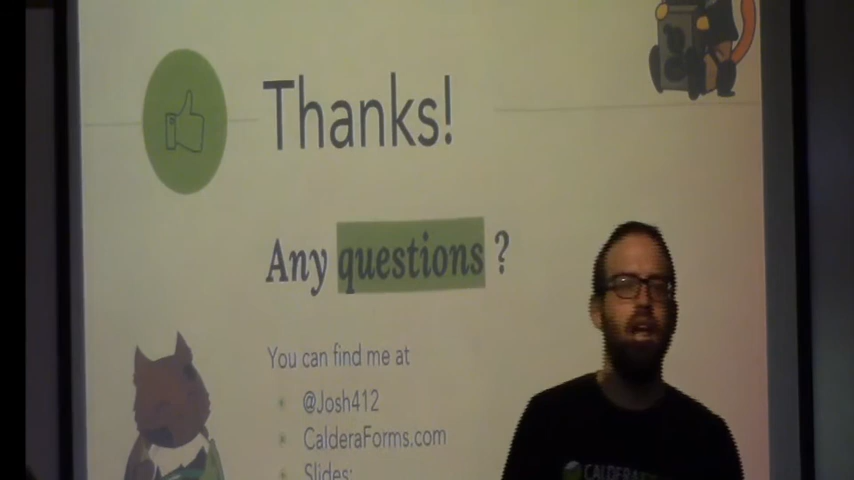 Thanks!
Any questions ?
You can find me at
@Josh412
CalderaForms.com
Slides: